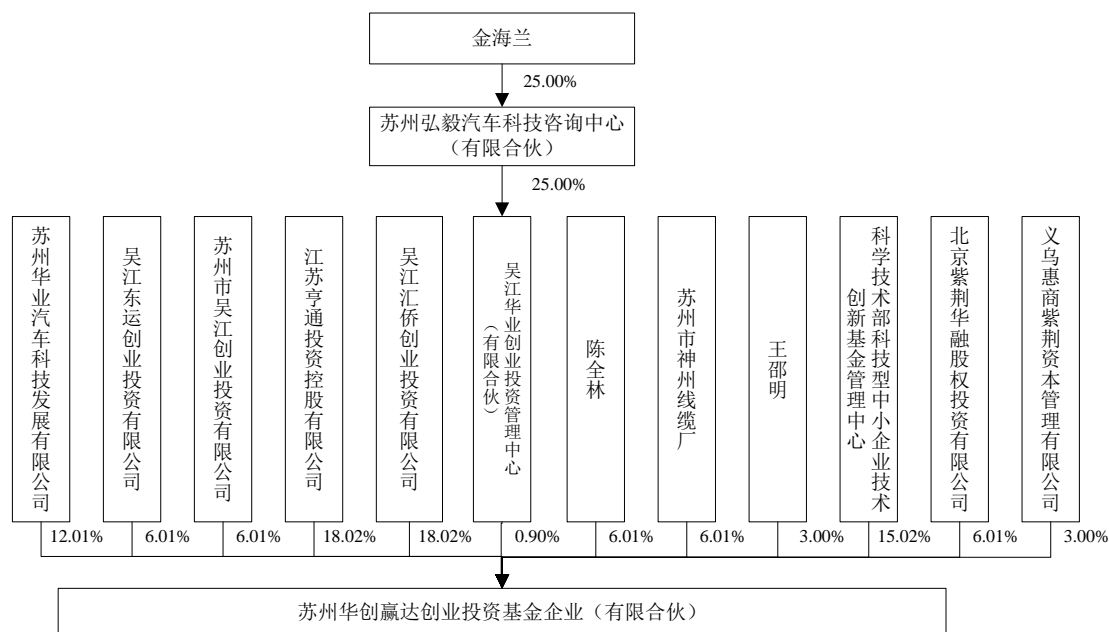 金海兰
25.00%
苏州弘毅汽车科技咨询中心
（有限合伙）
25.00%
苏州华业汽车科技发展有限公司
吴江东运创业投资有限公司
苏州市吴江创业投资有限公司
江苏亨通投资控股有限公司
吴江汇侨创业投资有限公司
吴江华业创业投资管理中心
（有限合伙）
陈全林
苏州市神州线缆厂
王邵明
科学技术部科技型中小企业技术
创新基金管理中心
北京紫荆华融股权投资有限公司
义乌惠商紫荆资本管理有限公司
12.01%
6.01%
6.01%
18.02%
18.02%
0.90%
6.01%
6.01%
3.00%
15.02%
6.01%
3.00%
苏州华创赢达创业投资基金企业（有限合伙）